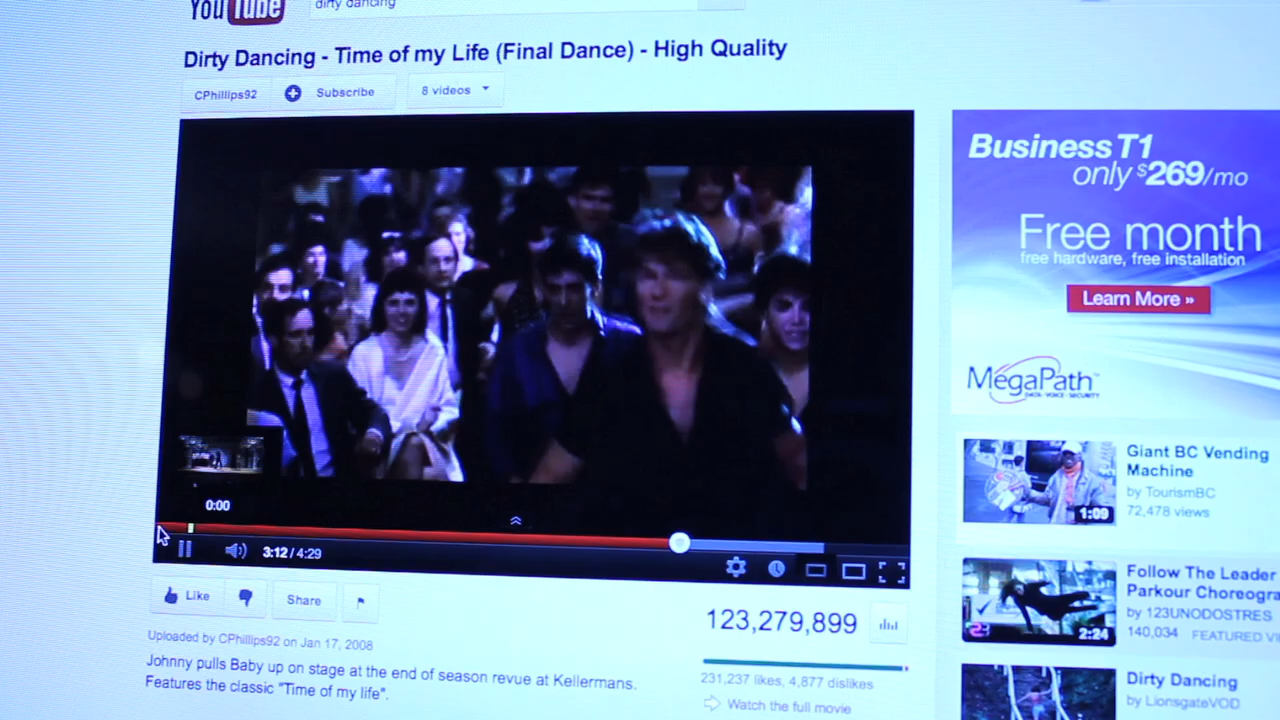 YouTube
dirty dancing
Dirty Dancing - Time of my Life (Final Dance) - High Quality
CPhillips92
Subscribe
8 videos
Business T1
only $269/mo
Free month
free hardware, free installation
Learn More »
MegaPath™
DATA · VOICE · SECURITY
0:00
3:12 / 4:29
Giant BC Vending
Machine
by TourismBC
72,478 views
1:09
Follow The Leader
Parkour Choreogra
by 123UNODOSTRES
140,034 FEATURED VI
2:24
Dirty Dancing
by LionsgateVOD
Like
Share
123,279,899
Uploaded by CPhillips92 on Jan 17, 2008
Johnny pulls Baby up on stage at the end of season revue at Kellermans.
Features the classic "Time of my life".
231,237 likes, 4,877 dislikes
Watch the full movie